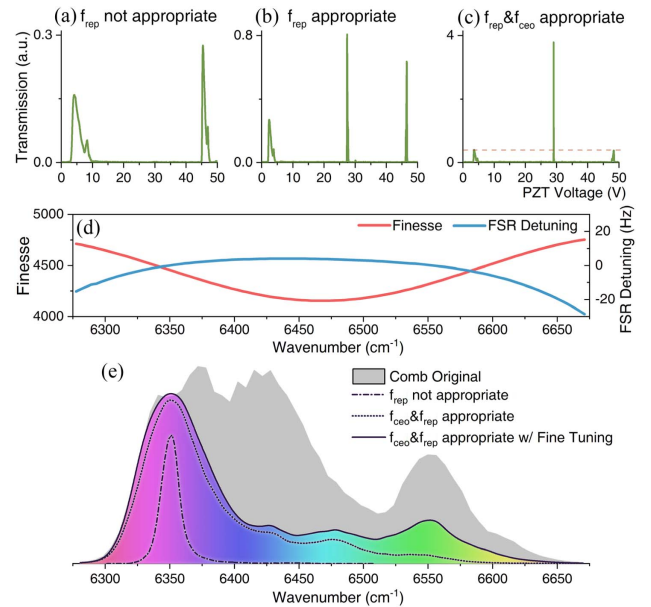 (a) f_rep not appropriate
(b) f_rep appropriate
(c) f_rep&f_ceo appropriate
Transmission (a.u.)
0.3
0.0
0 10 20 30 40 50
0.8
0.0
0 10 20 30 40 50
4
0
0 10 20 30 40 50
PZT Voltage (V)
(d)
Finesse
FSR Detuning
5000
4500
4000
Finesse
20
0
-20
FSR Detuning (Hz)
6300 6350 6400 6450 6500 6550 6600 6650
Wavenumber (cm⁻¹)
(e)
Comb Original
f_rep not appropriate
f_ceo&f_rep appropriate
f_ceo&f_rep appropriate w/ Fine Tuning
6300 6350 6400 6450 6500 6550 6600 6650
Wavenumber (cm⁻¹)